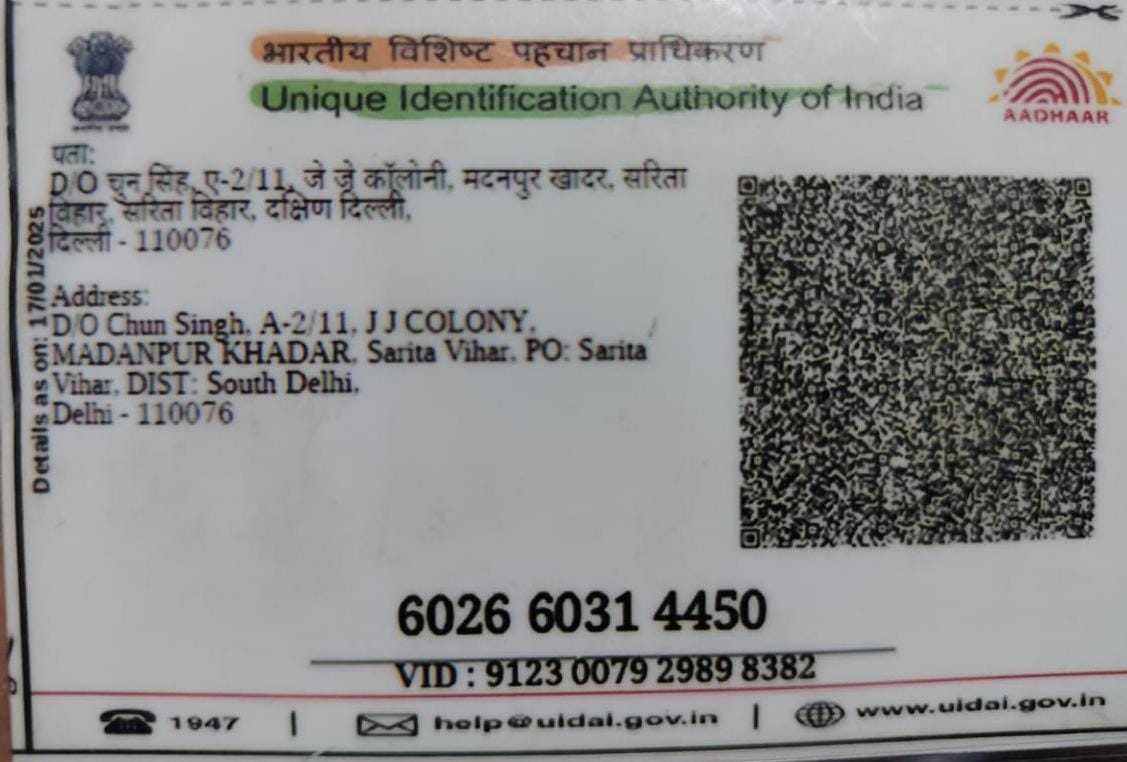 भारतीय विशिष्ट पहचान प्राधिकरण
Unique Identification Authority of India
AADHAAR
पता:
D/O चुन सिंह, ए-2/11, जे जे कॉलोनी, मदनपुर खादर, सरिता
विहार, सरिता विहार, दक्षिण दिल्ली,
दिल्ली - 110076
Address:
D/O Chun Singh, A-2/11, J J COLONY,
MADANPUR KHADAR, Sarita Vihar, PO: Sarita
Vihar, DIST: South Delhi,
Delhi - 110076
Details as on: 17/01/2025
6026 6031 4450
VID : 9123 0079 2989 8382
1947 | help@uidai.gov.in | www.uidai.gov.in